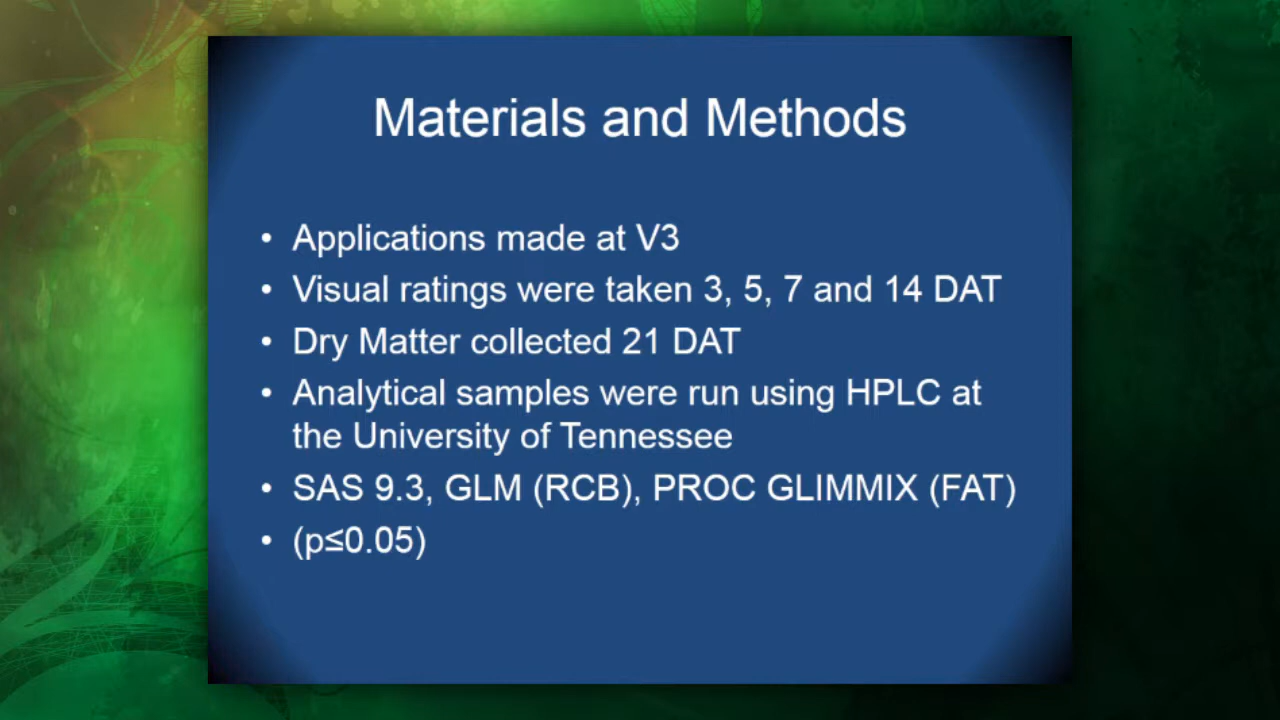 Materials and Methods
• Applications made at V3
• Visual ratings were taken 3, 5, 7 and 14 DAT
• Dry Matter collected 21 DAT
• Analytical samples were run using HPLC at
the University of Tennessee
• SAS 9.3, GLM (RCB), PROC GLIMMIX (FAT)
• (p≤0.05)